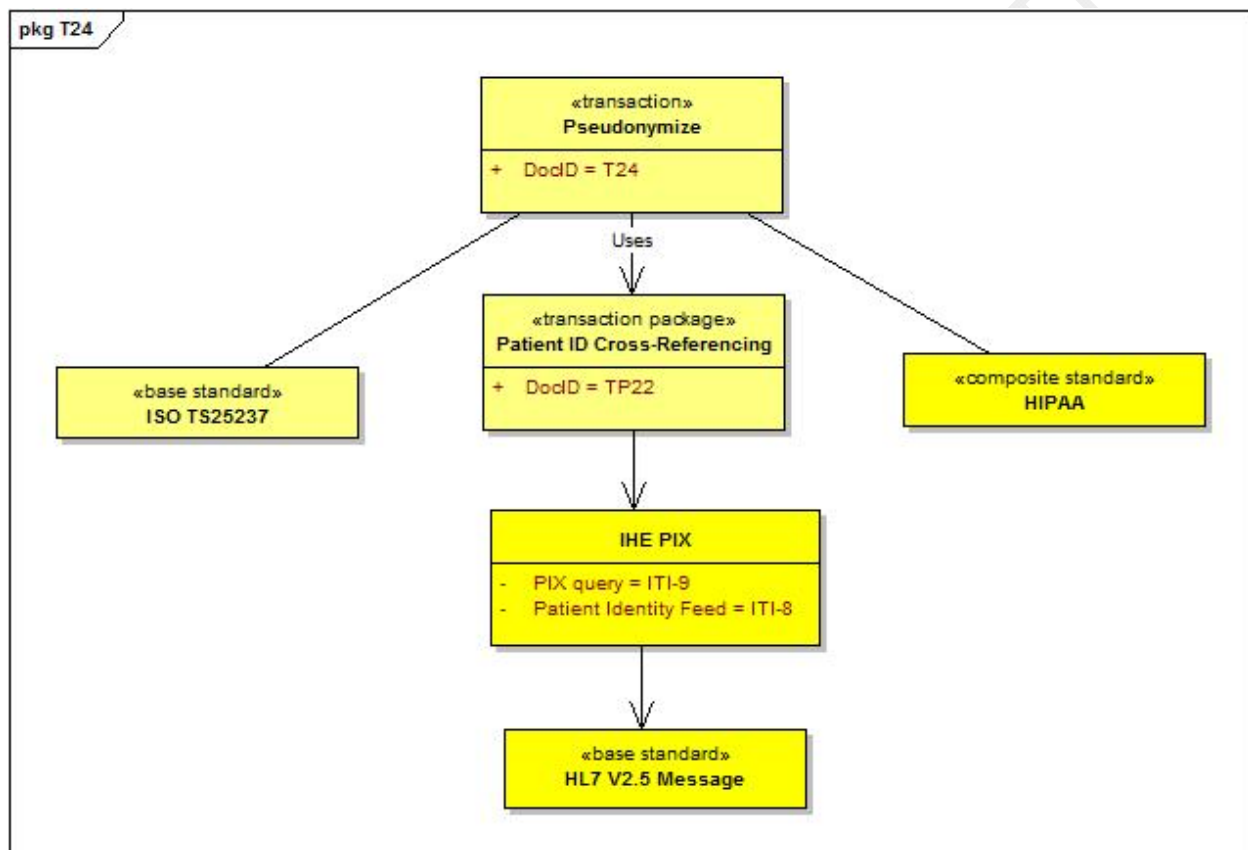 pkg T24
«transaction»
Pseudonymize
+ DocID = T24
Uses
«transaction package»
Patient ID Cross-Referencing
+ DocID = TP22
«base standard»
ISO TS25237
«composite standard»
HIPAA
IHE PIX
- PIX query = ITI-9
- Patient Identity Feed = ITI-8
«base standard»
HL7 V2.5 Message